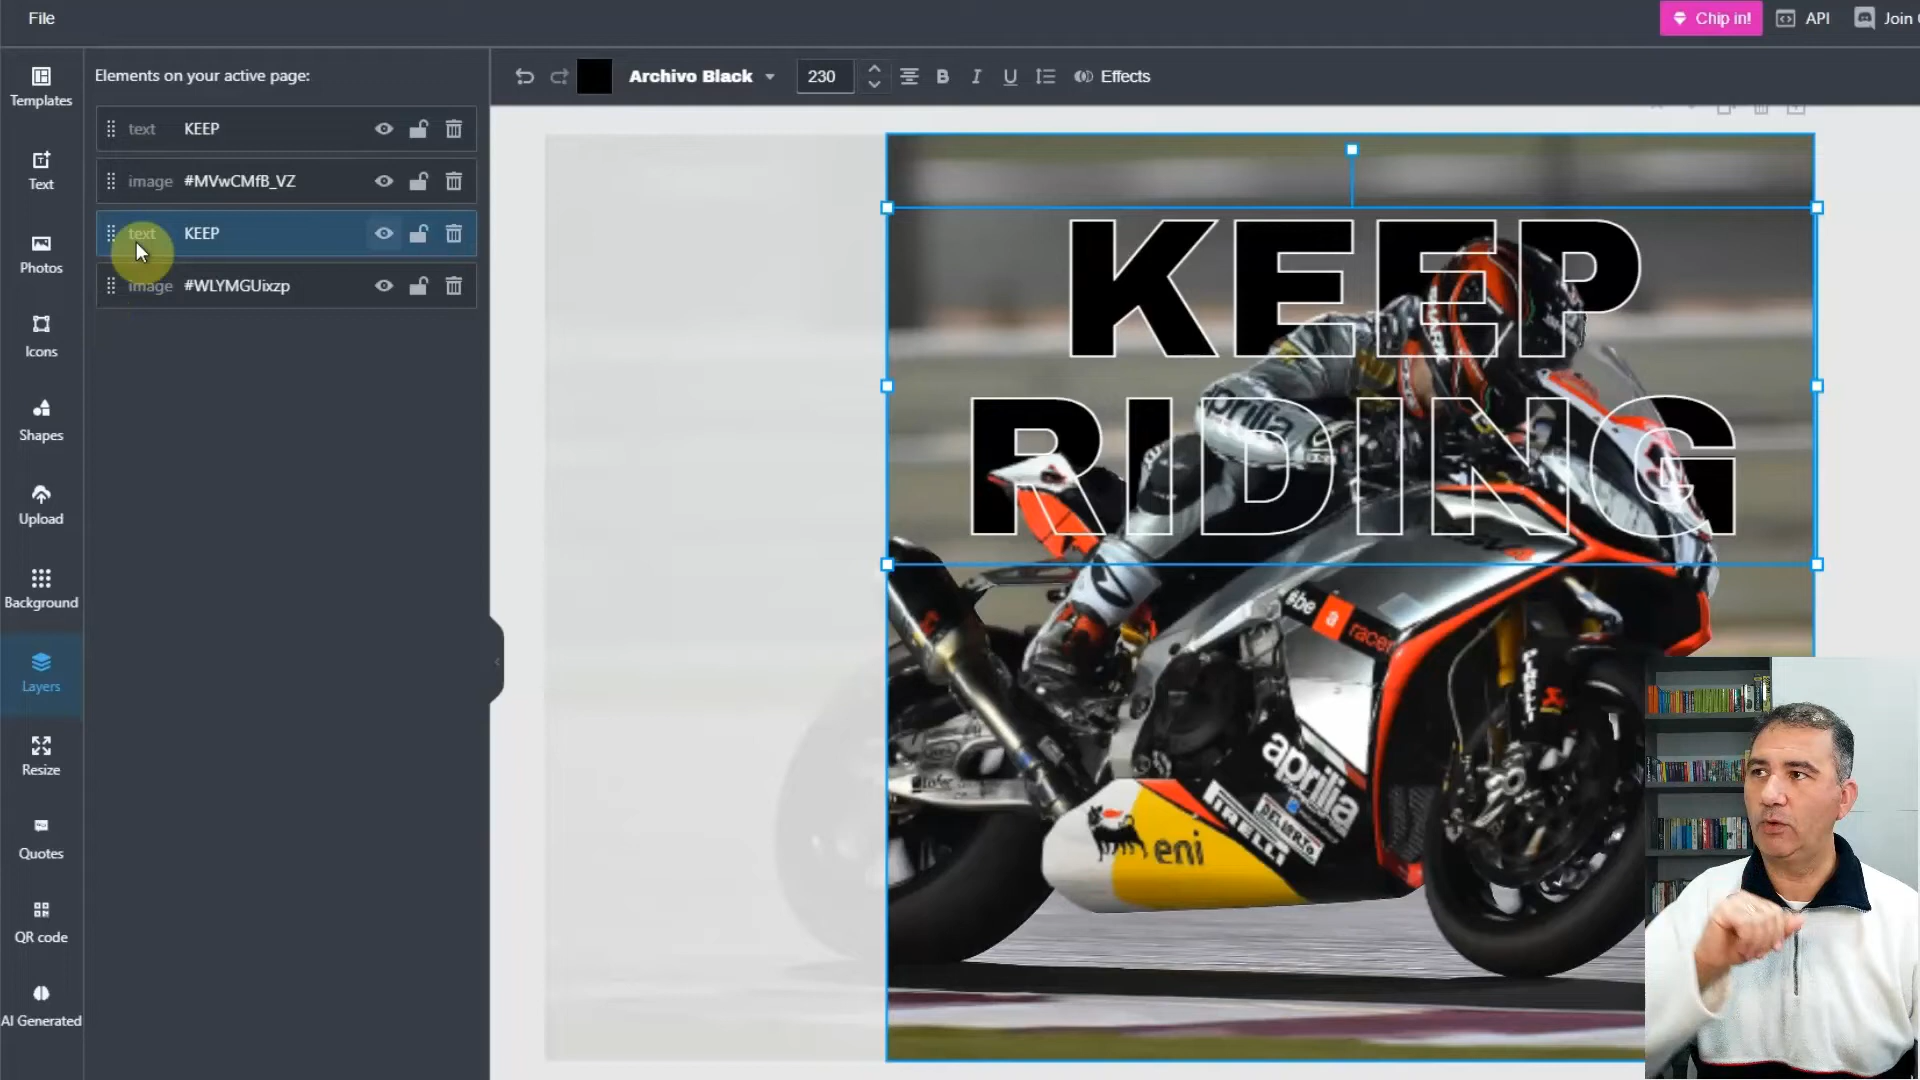 File
Chip in!
API
Join
Templates
Text
Photos
Icons
Shapes
Upload
Background
Layers
Resize
Quotes
QR code
AI Generated
Elements on your active page:
text KEEP
image #MVwCMfB_VZ
text KEEP
image #WLYMGUixzp
Archivo Black
230
B I U
Effects
KEEP
RIDING
aprilia
#be a racer
aprilia
PIRELLI
eni